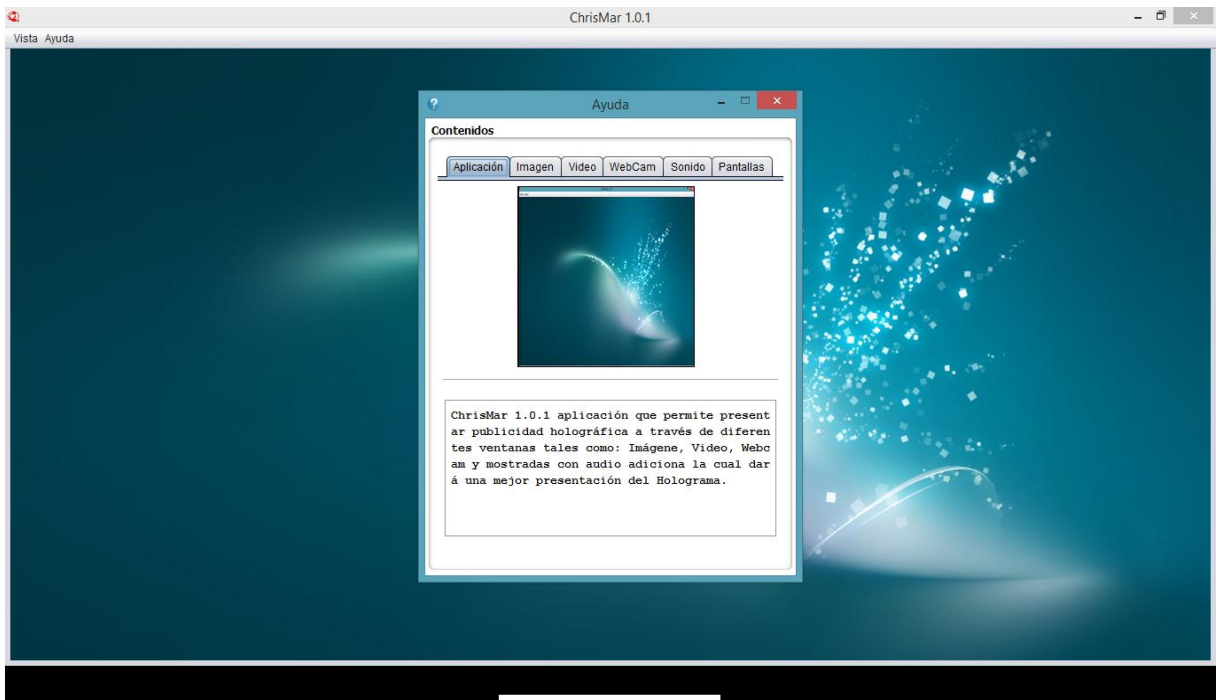 ChrisMar 1.0.1
Vista Ayuda
Ayuda
Contenidos
Aplicación Imagen Video WebCam Sonido Pantallas
ChrisMar 1.0.1 aplicación que permite present
ar publicidad holográfica a través de diferen
tes ventanas tales como: Imágene, Video, Webc
am y mostradas con audio adiciona la cual dar
á una mejor presentación del Holograma.